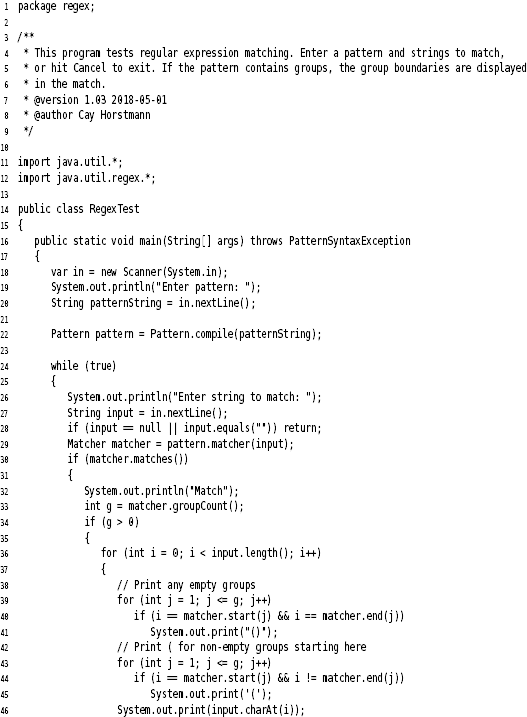 1 package regex;
2
3 /**
4  * This program tests regular expression matching. Enter a pattern and strings to match,
5  * or hit Cancel to exit. If the pattern contains groups, the group boundaries are displayed
6  * in the match.
7  * @version 1.03 2018-05-01
8  * @author Cay Horstmann
9  */
10
11 import java.util.*;
12 import java.util.regex.*;
13
14 public class RegexTest
15 {
16    public static void main(String[] args) throws PatternSyntaxException
17    {
18       var in = new Scanner(System.in);
19       System.out.println("Enter pattern: ");
20       String patternString = in.nextLine();
21
22       Pattern pattern = Pattern.compile(patternString);
23
24       while (true)
25       {
26          System.out.println("Enter string to match: ");
27          String input = in.nextLine();
28          if (input == null || input.equals("")) return;
29          Matcher matcher = pattern.matcher(input);
30          if (matcher.matches())
31          {
32             System.out.println("Match");
33             int g = matcher.groupCount();
34             if (g > 0)
35             {
36                for (int i = 0; i < input.length(); i++)
37                {
38                   // Print any empty groups
39                   for (int j = 1; j <= g; j++)
40                      if (i == matcher.start(j) && i == matcher.end(j))
41                         System.out.print("()");
42                   // Print ( for non-empty groups starting here
43                   for (int j = 1; j <= g; j++)
44                      if (i == matcher.start(j) && i != matcher.end(j))
45                         System.out.print('(');
46                   System.out.print(input.charAt(i));